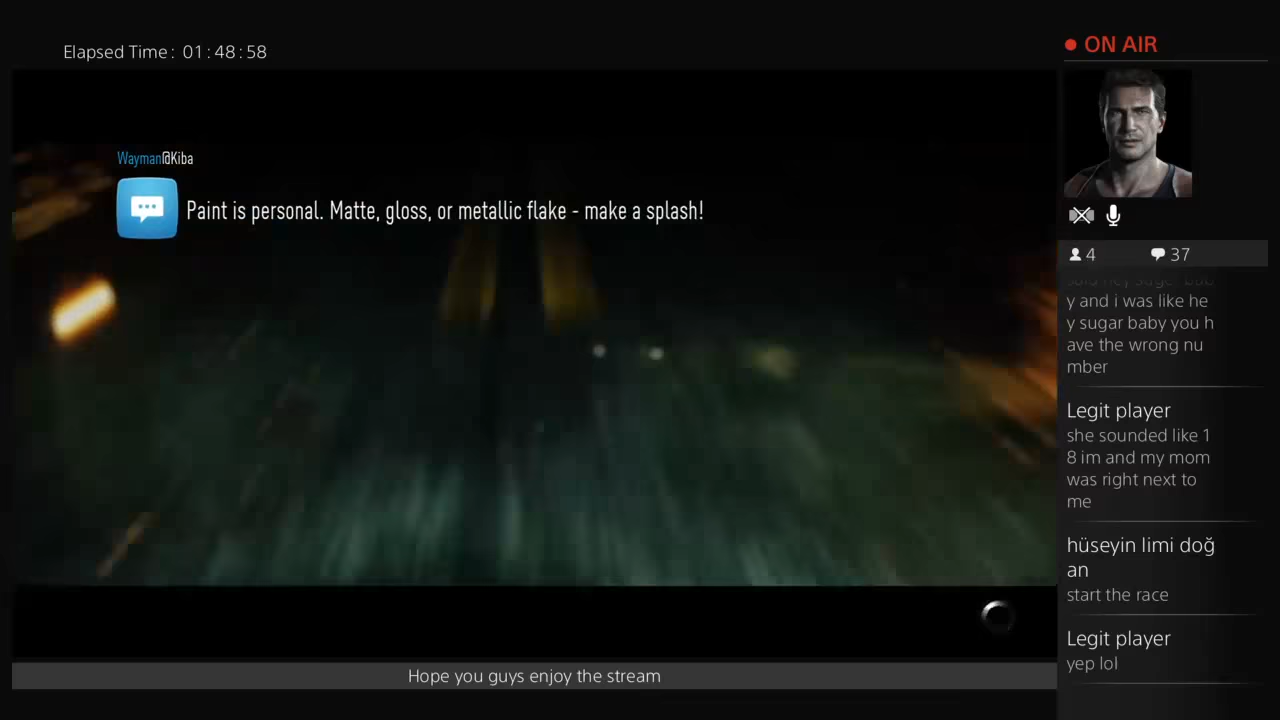 Elapsed Time: 01:48:58
ON AIR
Wayman@Kiba
Paint is personal. Matte, gloss, or metallic flake - make a splash!
4
37
y and i was like he
y sugar baby you h
ave the wrong nu
mber
Legit player
she sounded like 1
8 im and my mom
was right next to
me
hüseyin limi doğ
an
start the race
Legit player
yep lol
Hope you guys enjoy the stream